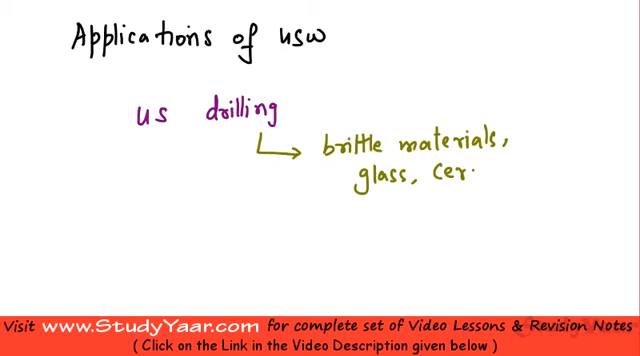 Applications of usw
us drilling
brittle materials,
glass, cer
Visit www.StudyYaar.com for complete set of Video Lessons & Revision Notes
( Click on the Link in the Video Description given below )